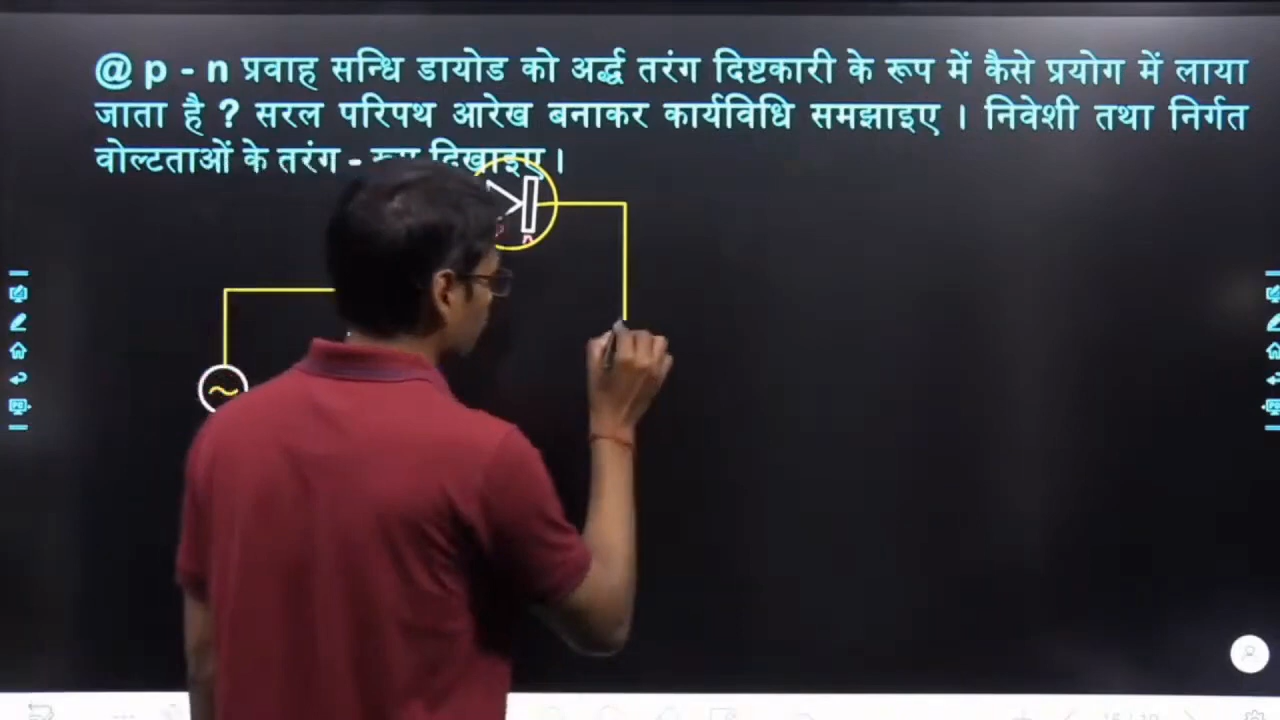 @ p - n प्रवाह सन्धि डायोड को अर्द्ध तरंग दिष्टकारी के रूप में कैसे प्रयोग में लाया
जाता है ? सरल परिपथ आरेख बनाकर कार्यविधि समझाइए । निवेशी तथा निर्गत
वोल्टताओं के तरंग - रूप दिखाइए ।